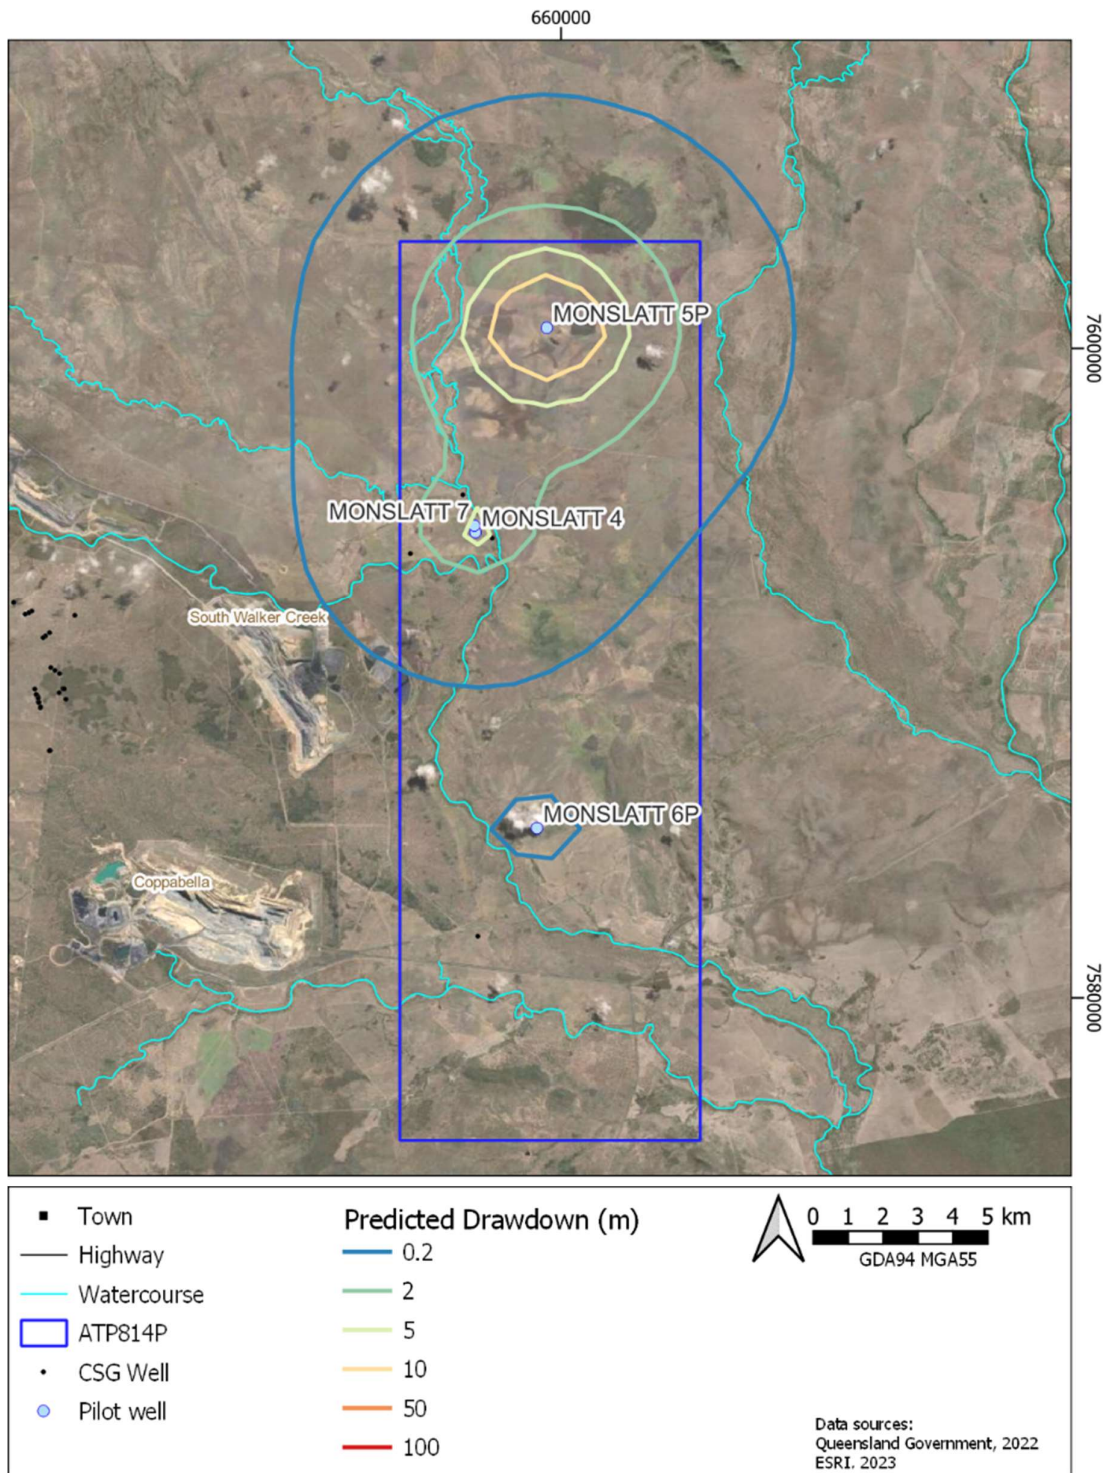 660000
MONSLATT 5P
7600000
MONSLATT 7
MONSLATT 4
South Walker Creek
MONSLATT 6P
Coppabella
7580000
Town
Highway
Watercourse
ATP814P
CSG Well
Pilot well
Predicted Drawdown (m)
0.2
2
5
10
50
100
0 1 2 3 4 5 km
GDA94 MGA55
Data sources:
Queensland Government, 2022
ESRI. 2023